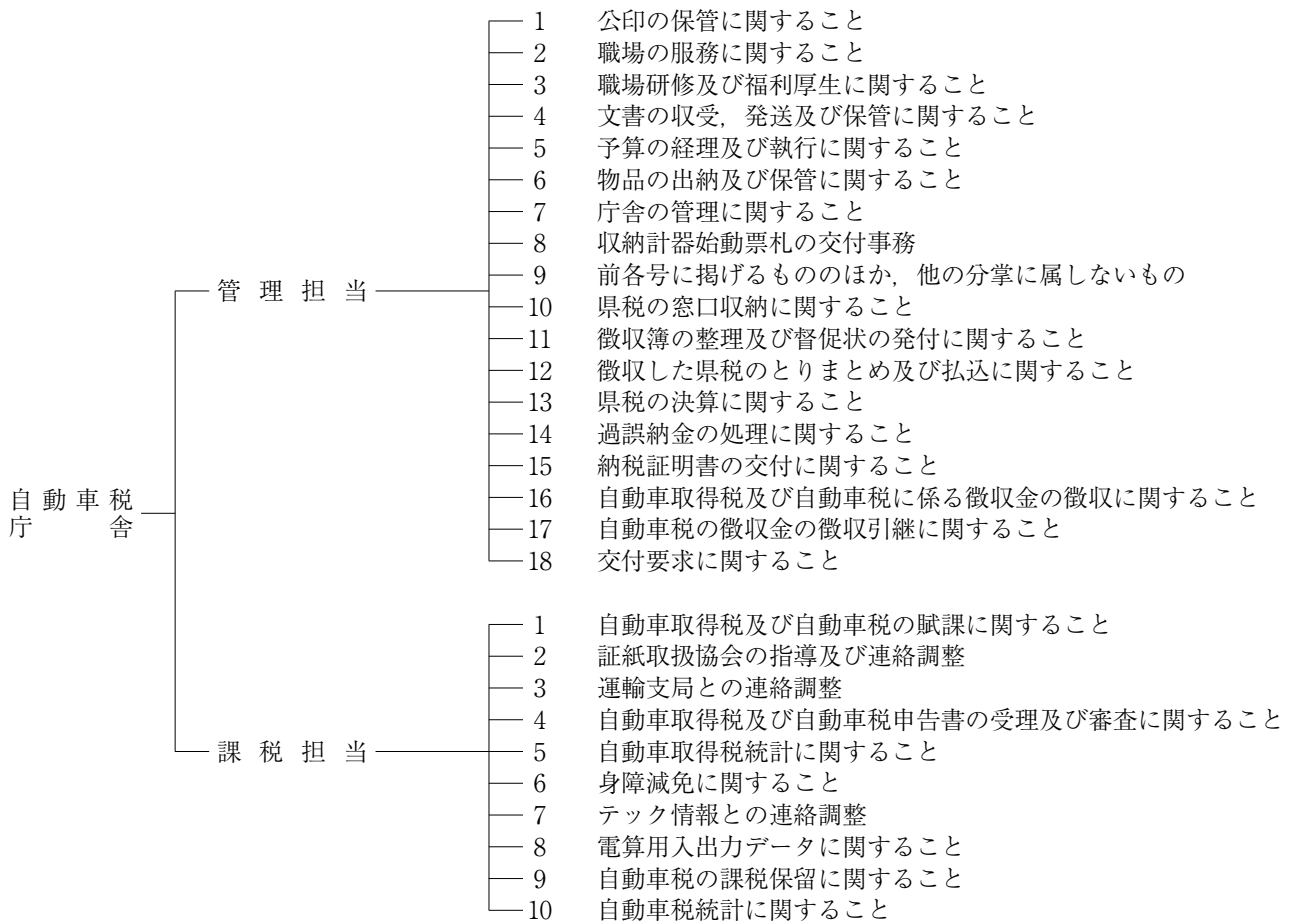 自動車税
庁舎
管理担当
1 公印の保管に関すること
2 職場の服務に関すること
3 職場研修及び福利厚生に関すること
4 文書の収受，発送及び保管に関すること
5 予算の経理及び執行に関すること
6 物品の出納及び保管に関すること
7 庁舎の管理に関すること
8 収納計器始動票札の交付事務
9 前各号に掲げるもののほか，他の分掌に属しないもの
10 県税の窓口収納に関すること
11 徴収簿の整理及び督促状の発付に関すること
12 徴収した県税のとりまとめ及び払込に関すること
13 県税の決算に関すること
14 過誤納金の処理に関すること
15 納税証明書の交付に関すること
16 自動車取得税及び自動車税に係る徴収金の徴収に関すること
17 自動車税の徴収金の徴収引継に関すること
18 交付要求に関すること
課税担当
1 自動車取得税及び自動車税の賦課に関すること
2 証紙取扱協会の指導及び連絡調整
3 運輸支局との連絡調整
4 自動車取得税及び自動車税申告書の受理及び審査に関すること
5 自動車取得税統計に関すること
6 身障減免に関すること
7 テック情報との連絡調整
8 電算用入出力データに関すること
9 自動車税の課税保留に関すること
10 自動車税統計に関すること